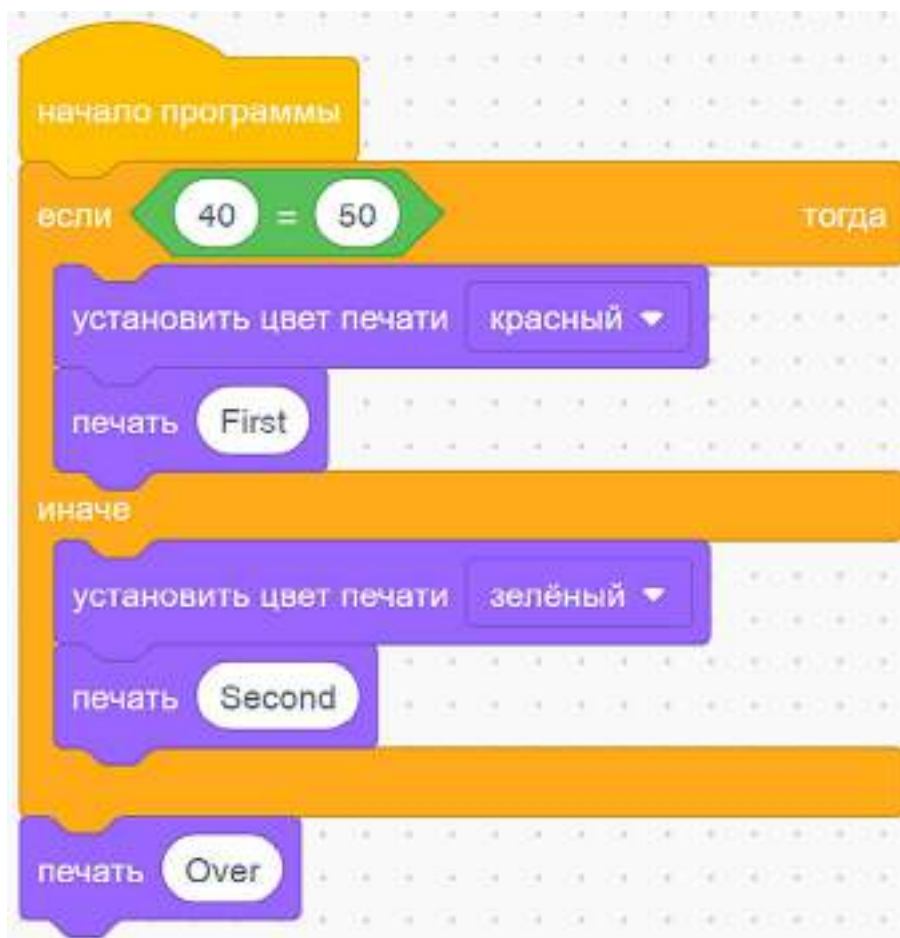 начало программы
если 40 = 50 тогда
установить цвет печати красный
печать First
иначе
установить цвет печати зелёный
печать Second
печать Over